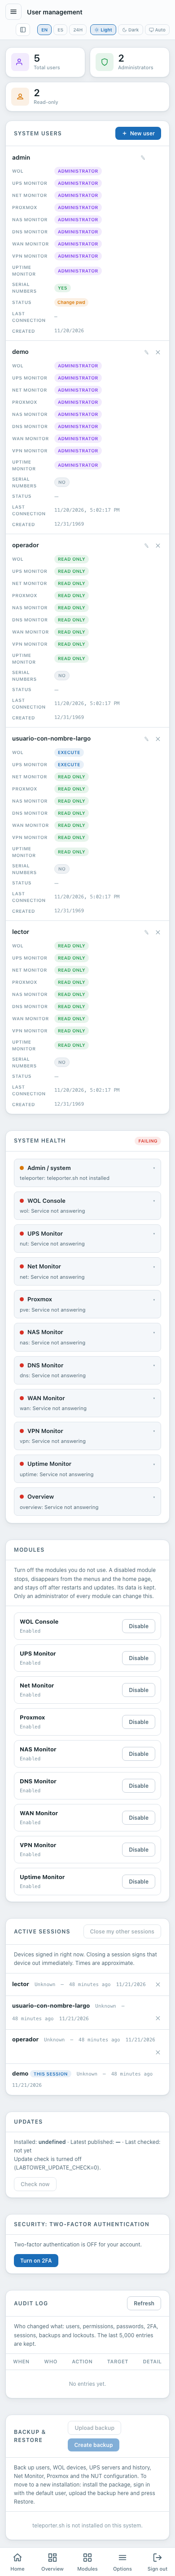 User management
EN ES 24H Light Dark Auto
5
Total users
2
Administrators
2
Read-only
SYSTEM USERS
+ New user
admin
WOL ADMINISTRATOR
UPS MONITOR ADMINISTRATOR
NET MONITOR ADMINISTRATOR
PROXMOX ADMINISTRATOR
NAS MONITOR ADMINISTRATOR
DNS MONITOR ADMINISTRATOR
WAN MONITOR ADMINISTRATOR
VPN MONITOR ADMINISTRATOR
UPTIME MONITOR ADMINISTRATOR
SERIAL NUMBERS YES
STATUS Change pwd
LAST CONNECTION —
CREATED 11/20/2026
demo
WOL ADMINISTRATOR
UPS MONITOR ADMINISTRATOR
NET MONITOR ADMINISTRATOR
PROXMOX ADMINISTRATOR
NAS MONITOR ADMINISTRATOR
DNS MONITOR ADMINISTRATOR
WAN MONITOR ADMINISTRATOR
VPN MONITOR ADMINISTRATOR
UPTIME MONITOR ADMINISTRATOR
SERIAL NUMBERS NO
STATUS —
LAST CONNECTION 11/20/2026, 5:02:17 PM
CREATED 12/31/1969
operador
WOL READ ONLY
UPS MONITOR READ ONLY
NET MONITOR READ ONLY
PROXMOX READ ONLY
NAS MONITOR READ ONLY
DNS MONITOR READ ONLY
WAN MONITOR READ ONLY
VPN MONITOR READ ONLY
UPTIME MONITOR READ ONLY
SERIAL NUMBERS NO
STATUS —
LAST CONNECTION 11/20/2026, 5:02:17 PM
CREATED 12/31/1969
usuario-con-nombre-largo
WOL EXECUTE
UPS MONITOR EXECUTE
NET MONITOR READ ONLY
PROXMOX READ ONLY
NAS MONITOR READ ONLY
DNS MONITOR READ ONLY
WAN MONITOR READ ONLY
VPN MONITOR READ ONLY
UPTIME MONITOR READ ONLY
SERIAL NUMBERS NO
STATUS —
LAST CONNECTION 11/20/2026, 5:02:17 PM
CREATED 12/31/1969
lector
WOL READ ONLY
UPS MONITOR READ ONLY
NET MONITOR READ ONLY
PROXMOX READ ONLY
NAS MONITOR READ ONLY
DNS MONITOR READ ONLY
WAN MONITOR READ ONLY
VPN MONITOR READ ONLY
UPTIME MONITOR READ ONLY
SERIAL NUMBERS NO
STATUS —
LAST CONNECTION 11/20/2026, 5:02:17 PM
CREATED 12/31/1969
SYSTEM HEALTH FAILING
Admin / system
teleporter: teleporter.sh not installed
WOL Console
wol: Service not answering
UPS Monitor
nut: Service not answering
Net Monitor
net: Service not answering
Proxmox
pve: Service not answering
NAS Monitor
nas: Service not answering
DNS Monitor
dns: Service not answering
WAN Monitor
wan: Service not answering
VPN Monitor
vpn: Service not answering
Uptime Monitor
uptime: Service not answering
Overview
overview: Service not answering
MODULES
Turn off the modules you do not use. A disabled module
stops, disappears from the menus and the home page,
and stays off after restarts and updates. Its data is kept.
Only an administrator of every module can change this.
WOL Console
Enabled
Disable
UPS Monitor
Enabled
Disable
Net Monitor
Enabled
Disable
Proxmox
Enabled
Disable
NAS Monitor
Enabled
Disable
DNS Monitor
Enabled
Disable
WAN Monitor
Enabled
Disable
VPN Monitor
Enabled
Disable
Uptime Monitor
Enabled
Disable
ACTIVE SESSIONS
Close my other sessions
Devices signed in right now. Closing a session signs that
device out immediately. Times are approximate.
lector Unknown — 48 minutes ago 11/21/2026
usuario-con-nombre-largo Unknown —
48 minutes ago 11/21/2026
operador Unknown — 48 minutes ago 11/21/2026
demo THIS SESSION Unknown — 48 minutes ago
11/21/2026
UPDATES
Installed: undefined · Latest published: — · Last checked:
not yet
Update check is turned off
(LABTOWER_UPDATE_CHECK=0).
Check now
SECURITY: TWO-FACTOR AUTHENTICATION
Two-factor authentication is OFF for your account.
Turn on 2FA
AUDIT LOG
Refresh
Who changed what: users, permissions, passwords, 2FA,
sessions, backups and lockouts. The last 5,000 entries
are kept.
WHEN WHO ACTION TARGET DETAIL
No entries yet.
BACKUP & RESTORE
Upload backup
Create backup
Back up users, WOL devices, UPS servers and history,
Net Monitor, Proxmox and the NUT configuration. To
move to a new installation: install the package, sign in
with the default user, upload the backup here and press
Restore.
teleporter.sh is not installed on this system.
Home Overview Modules Options Sign out